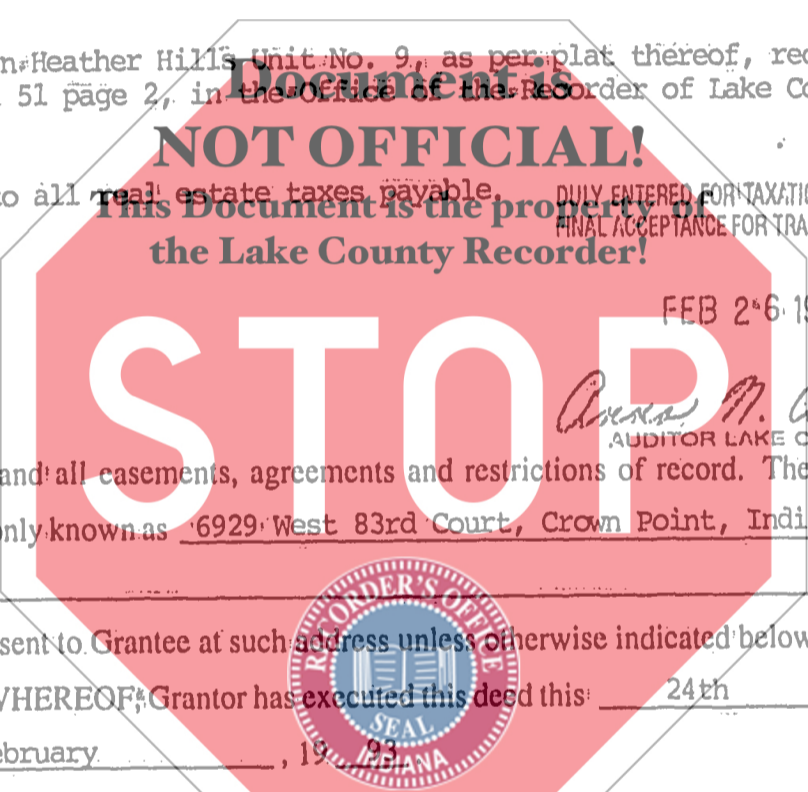 n Heather Hills Unit No. 9, as per plat thereof, rec
Document is
51 page 2, in the Office of the Recorder of Lake Co
NOT OFFICIAL!
o all real estate taxes payable.
DULY ENTERED FOR TAXATIO
This Document is the property of
FINAL ACCEPTANCE FOR TRA
the Lake County Recorder!
FEB 26 19
STOP
M.
AUDITOR LAKE C
and all easements, agreements and restrictions of record. The
only known as 6929 West 83rd Court, Crown Point, Indi
RECORDER'S OFFICE
sent to Grantee at such address unless otherwise indicated below
WHEREOF, Grantor has executed this deed this 24th
SEAL
ebruary , 19 93
INDIANA